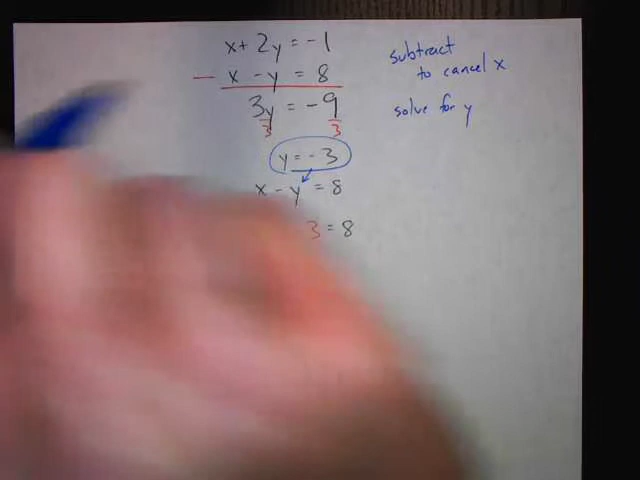 x + 2y = -1
- x - y = 8
3y = -9
3 3
y = -3
x - y = 8
3 = 8
subtract
to cancel x
solve for y